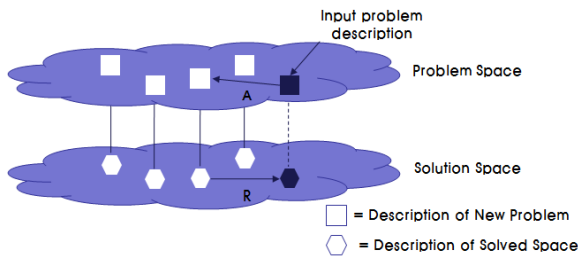 Input problem
description
Problem Space
A
Solution Space
R
= Description of New Problem
= Description of Solved Space